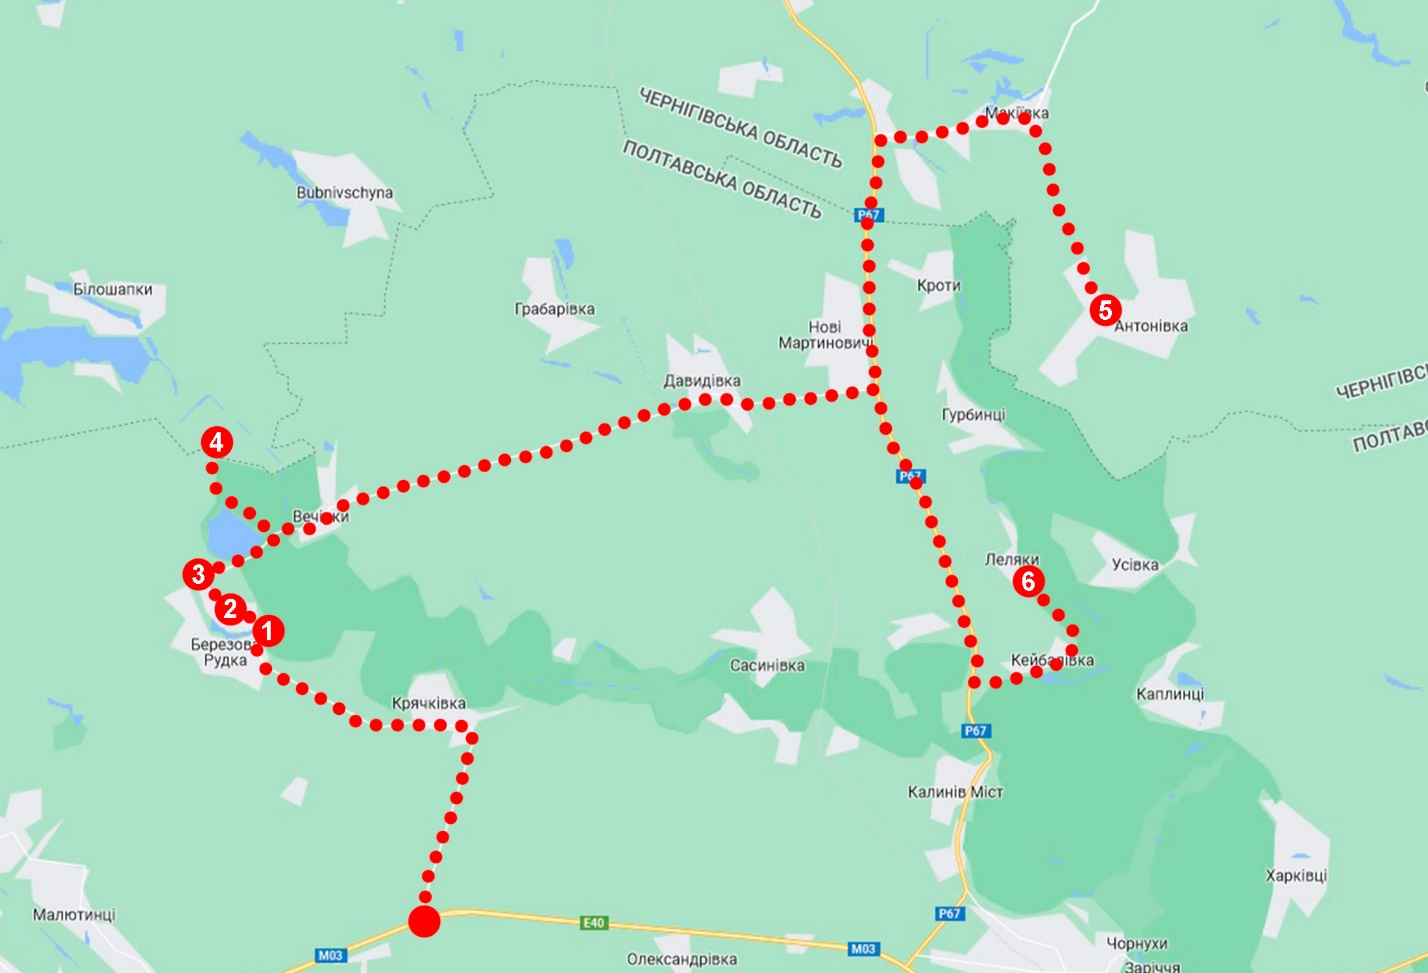 Макіївка
ЧЕРНІГІВСЬКА ОБЛАСТЬ
ПОЛТАВСЬКА ОБЛАСТЬ
Bubnivschyna
P67
Білошапки
Кроти
Грабарівка
5
Антонівка
Нові
Мартиновичі
Давидівка
ЧЕРНІГІВС
ПОЛТАВС
Гурбинці
4
P67
Вечірки
Леляки
Усівка
3
6
2
1
Березова
Рудка
Сасинівка
Кейбалівка
Каплинці
Крячківка
P67
Калинів Міст
Харківці
Малютинці
P67
E40
M03
M03
Чорнухи
Олександрівка
Заріччя